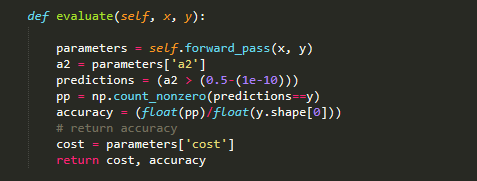 def evaluate(self, x, y):
parameters = self.forward_pass(x, y)
a2 = parameters['a2']
predictions = (a2 > (0.5-(1e-10)))
pp = np.count_nonzero(predictions==y)
accuracy = (float(pp)/float(y.shape[0]))
# return accuracy
cost = parameters['cost']
return cost, accuracy